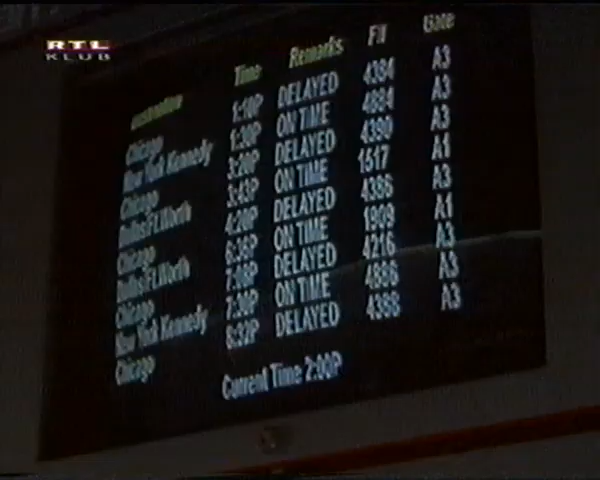 RTL
KLUB
Destination Time Remarks Flt Gate
Chicago 1:10P DELAYED 4384 A3
New York Kennedy 1:30P ON TIME 4884 A3
Chicago 3:20P DELAYED 4390 A3
Dallas Ft.Worth 3:43P ON TIME 1517 A1
Chicago 4:20P DELAYED 4386 A3
Dallas Ft.Worth 6:36P ON TIME 1909 A1
Chicago 7:08P DELAYED 4216 A3
New York Kennedy 7:30P ON TIME 4886 A3
Chicago 8:32P DELAYED 4388 A3
Current Time 2:00P